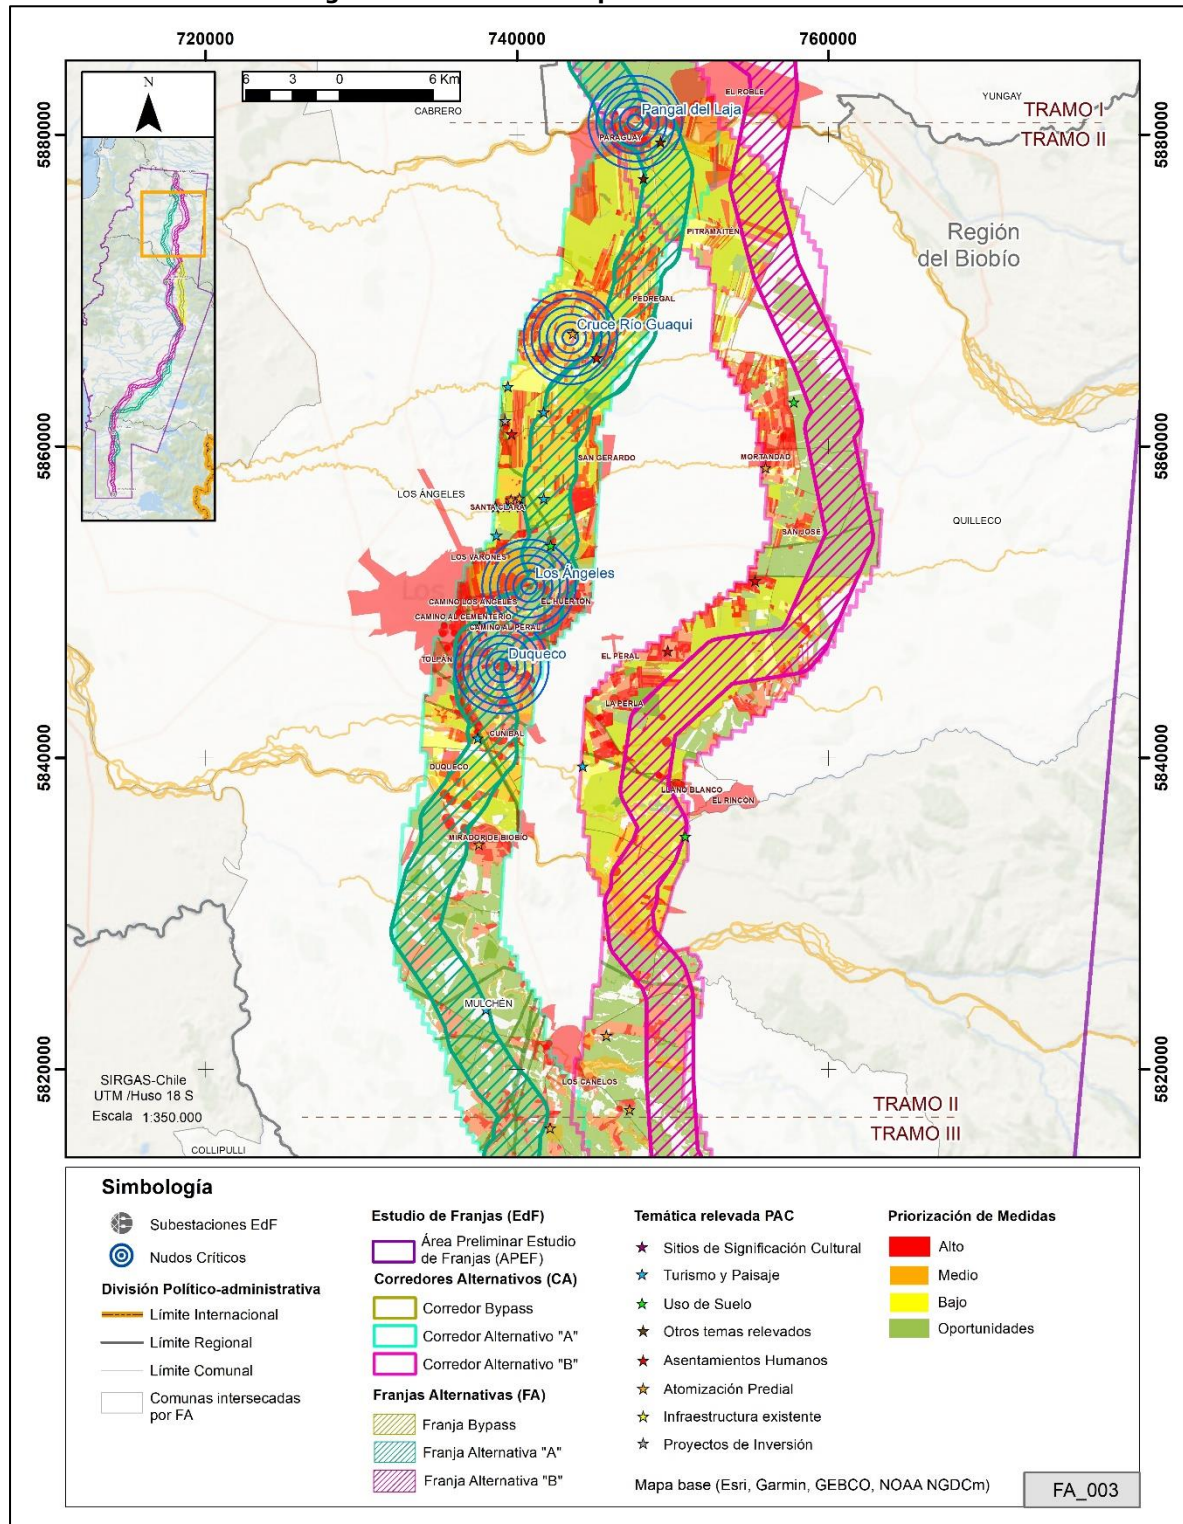 720000
740000
760000
N
6 3 0 6 Km
CABRERO
EL ROBLE
YUNGAY
Pangal del Laja
PARAGUAY
TRAMO I
TRAMO II
5880000
5880000
PITRAMAITEN
Región
del Biobío
PEDREGAL
Cruce Río Guaqui
5860000
5860000
SAN GERARDO
MORTANDAD
LOS ÁNGELES
SANTA CLARA
QUILLECO
SAN JOSE
LOS VARONES
Los Ángeles
CAMINO LOS ANGELES
EL HUERTON
CAMINO AL CEMENTERIO
CAMINO AL PERAL
TOLPAN
Duqueco
EL PERAL
LA PERLA
CUNIBAL
5840000
5840000
DUQUECO
LLANO BLANCO
EL RINCON
MIRADOR DE BIOBIO
MULCHÉN
5820000
5820000
LOS CANELOS
SIRGAS-Chile
UTM /Huso 18 S
Escala 1:350.000
TRAMO II
TRAMO III
COLLIPULLI
Simbología
Subestaciones EdF
Nudos Críticos
División Político-administrativa
Límite Internacional
Límite Regional
Límite Comunal
Comunas intersecadas
por FA
Estudio de Franjas (EdF)
Área Preliminar Estudio
de Franjas (APEF)
Corredores Alternativos (CA)
Corredor Bypass
Corredor Alternativo "A"
Corredor Alternativo "B"
Franjas Alternativas (FA)
Franja Bypass
Franja Alternativa "A"
Franja Alternativa "B"
Temática relevada PAC
Sitios de Significación Cultural
Turismo y Paisaje
Uso de Suelo
Otros temas relevados
Asentamientos Humanos
Atomización Predial
Infraestructura existente
Proyectos de Inversión
Mapa base (Esri, Garmin, GEBCO, NOAA NGDCm)
Priorización de Medidas
Alto
Medio
Bajo
Oportunidades
FA_003